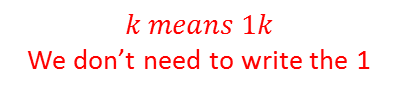 k means 1k
We don’t need to write the 1